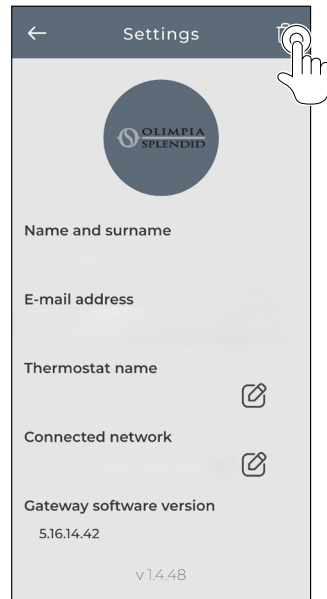 Settings
OLIMPIA
SPLENDID
Name and surname
E-mail address
Thermostat name
Connected network
Gateway software version
5.16.14.42
v 1.4.48